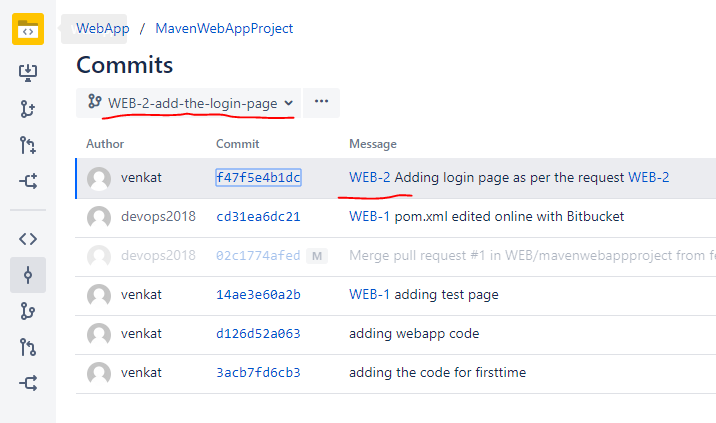 WebApp / MavenWebAppProject
Commits
WEB-2-add-the-login-page
Author Commit Message
venkat f47f5e4b1dc WEB-2 Adding login page as per the request WEB-2
devops2018 cd31ea6dc21 WEB-1 pom.xml edited online with Bitbucket
devops2018 02c1774afed M Merge pull request #1 in WEB/mavenwebappproject from fe
venkat 14ae3e60a2b WEB-1 adding test page
venkat d126d52a063 adding webapp code
venkat 3acb7fd6cb3 adding the code for firsttime